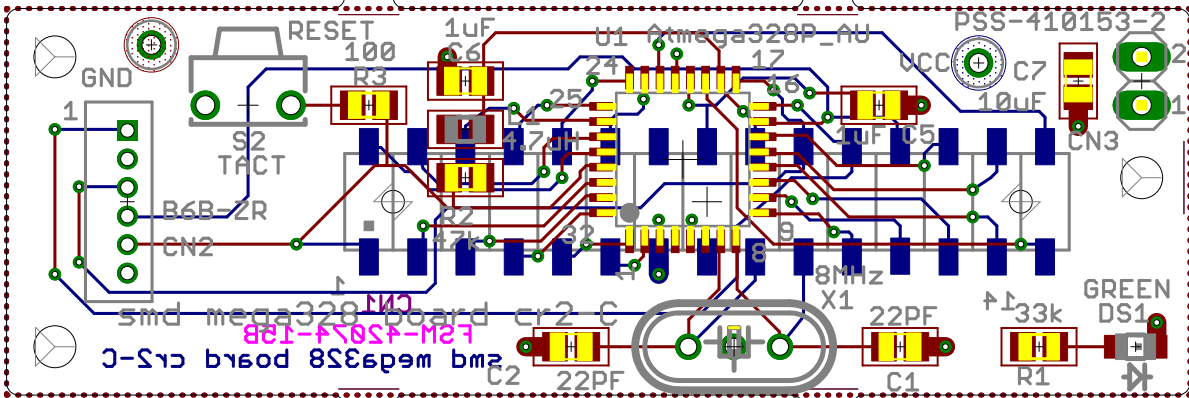 PSS-410153-2
RESET
1uF
U1
Atmega328P_AU
100
C6
17
VCC
C7
2
GND
R3
24
16
1
25
L1
10uF
1
S2
4.7uH
1uF
C5
CN3
TACT
B6B-ZR
R2
CN2
47k
32
9
1
8
1
8MHz
GREEN
CN1
X1
14
smd mega328 board cr2-C
22PF
33k
DS1
FSM-42074-15B
smd mega328 board cr2-C
C2
22PF
C1
R1